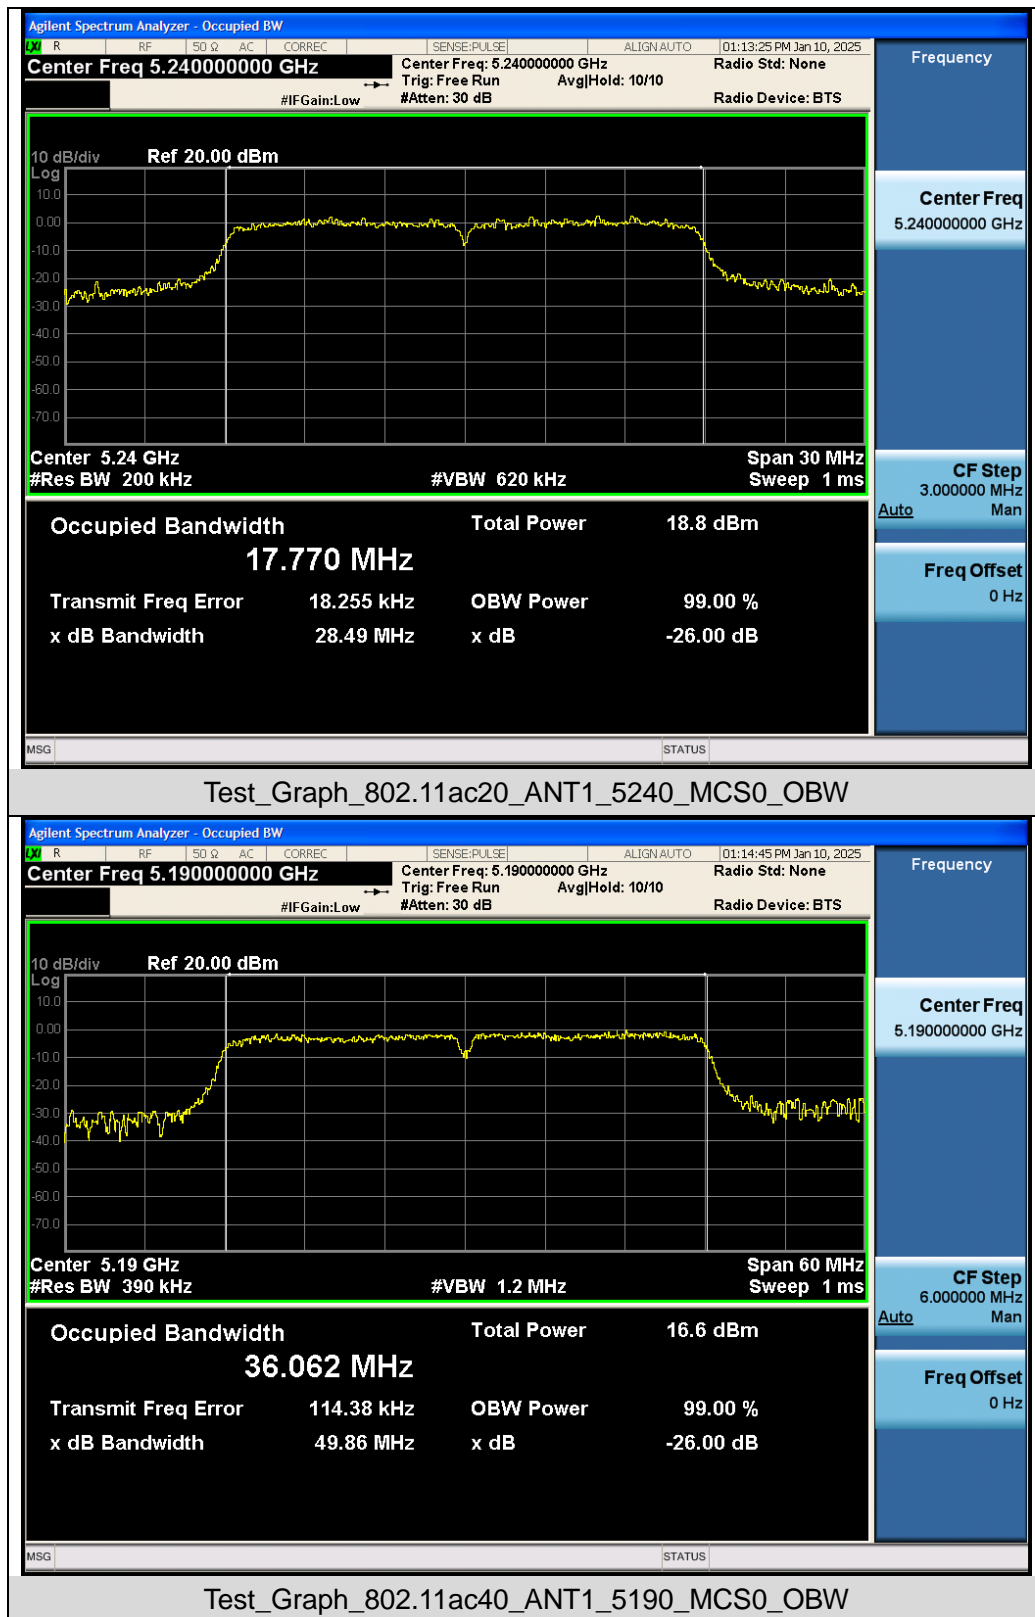 Agilent Spectrum Analyzer - Occupied BW
LXI R RF 50 Ω AC CORREC SENSE:PULSE ALIGN AUTO 01:13:25 PM Jan 10, 2025
Center Freq 5.240000000 GHz Center Freq: 5.240000000 GHz Radio Std: None
Trig: Free Run Avg|Hold: 10/10
#IFGain:Low #Atten: 30 dB Radio Device: BTS
Frequency
10 dB/div Ref 20.00 dBm
Log
10.0
0.00
-10.0
-20.0
-30.0
-40.0
-50.0
-60.0
-70.0
Center Freq
5.240000000 GHz
Center 5.24 GHz Span 30 MHz
#Res BW 200 kHz #VBW 620 kHz Sweep 1 ms
CF Step
3.000000 MHz
Auto Man
Occupied Bandwidth Total Power 18.8 dBm
17.770 MHz
Transmit Freq Error 18.255 kHz OBW Power 99.00 %
x dB Bandwidth 28.49 MHz x dB -26.00 dB
Freq Offset
0 Hz
MSG STATUS
Test_Graph_802.11ac20_ANT1_5240_MCS0_OBW
Agilent Spectrum Analyzer - Occupied BW
LXI R RF 50 Ω AC CORREC SENSE:PULSE ALIGN AUTO 01:14:45 PM Jan 10, 2025
Center Freq 5.190000000 GHz Center Freq: 5.190000000 GHz Radio Std: None
Trig: Free Run Avg|Hold: 10/10
#IFGain:Low #Atten: 30 dB Radio Device: BTS
Frequency
10 dB/div Ref 20.00 dBm
Log
10.0
0.00
-10.0
-20.0
-30.0
-40.0
-50.0
-60.0
-70.0
Center Freq
5.190000000 GHz
Center 5.19 GHz Span 60 MHz
#Res BW 390 kHz #VBW 1.2 MHz Sweep 1 ms
CF Step
6.000000 MHz
Auto Man
Occupied Bandwidth Total Power 16.6 dBm
36.062 MHz
Transmit Freq Error 114.38 kHz OBW Power 99.00 %
x dB Bandwidth 49.86 MHz x dB -26.00 dB
Freq Offset
0 Hz
MSG STATUS
Test_Graph_802.11ac40_ANT1_5190_MCS0_OBW